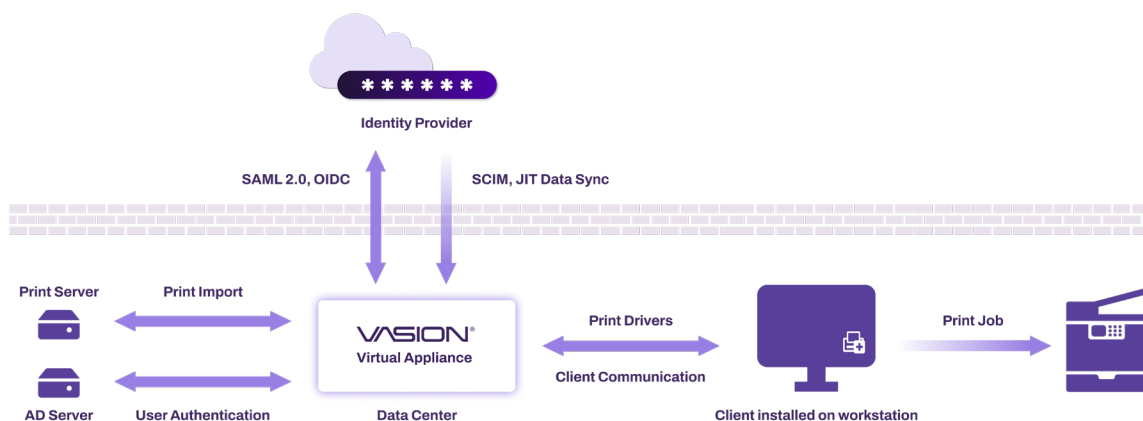 ******
Identity Provider
SAML 2.0, OIDC
SCIM, JIT Data Sync
Print Server
Print Import
VASION®
Virtual Appliance
Print Drivers
Client Communication
Print Job
AD Server
User Authentication
Data Center
Client installed on workstation